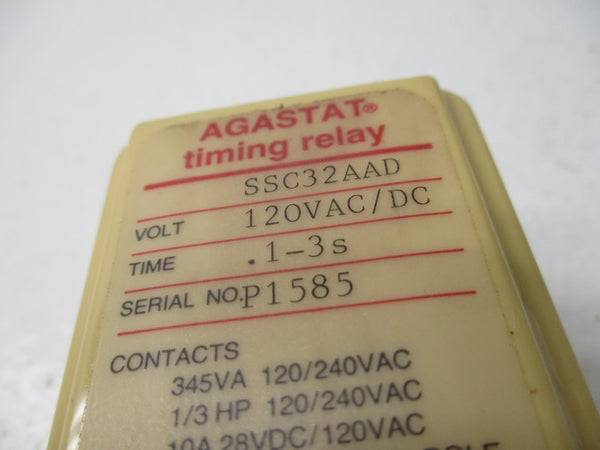 AGASTAT®
timing relay
SSC32AAD
VOLT 120VAC/DC
TIME .1-3s
SERIAL NO. P1585
CONTACTS
345VA 120/240VAC
1/3 HP 120/240VAC
10A 28VDC/120VAC
POLE